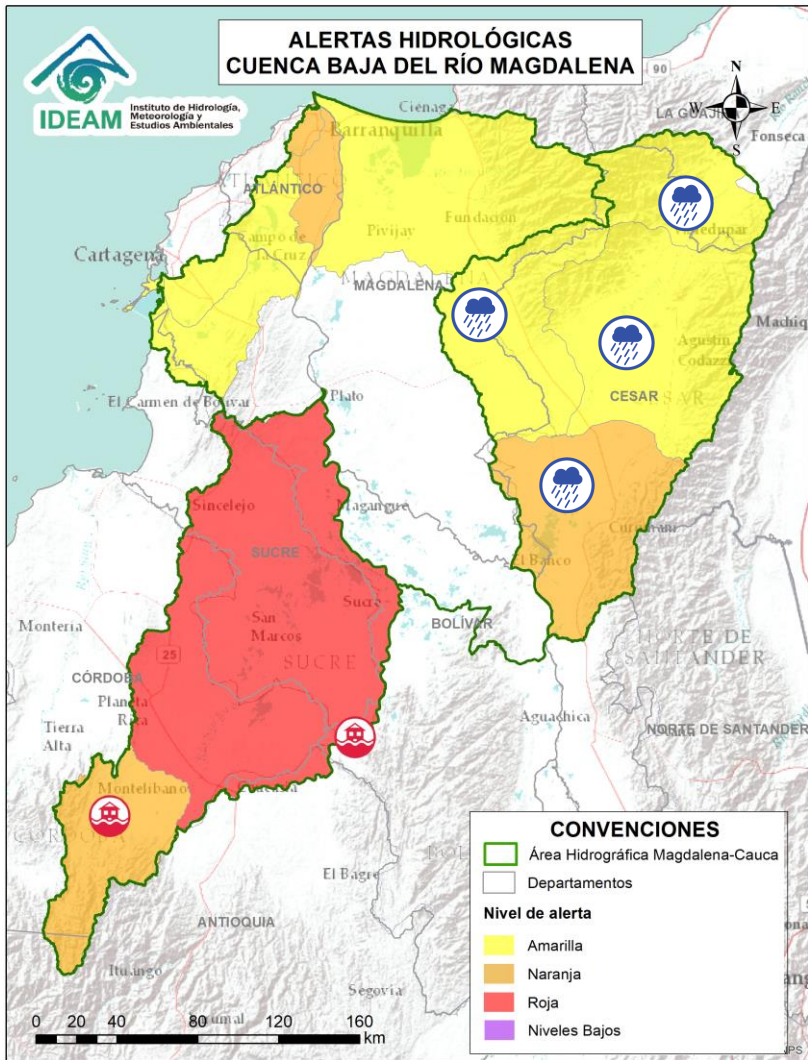 ALERTAS HIDROLÓGICAS
CUENCA BAJA DEL RÍO MAGDALENA
IDEAM
Instituto de Hidrología,
Meteorología y
Estudios Ambientales
90
N
W
E
S
Ciénaga
LA GUAJIRA
Fonseca
Barranquilla
ATLÁNTICO
Fundación
Pivijay
Campo de
la Cruz
Cartagena
MAGDALENA
Machiq
Agustín
Codazzi
CESAR
El Carmen de Bolívar
Plato
Sincelejo
Magangué
SUCRE
Curumaní
El Banco
Sucre
San
Marcos
BOLÍVAR
Montería
25
SUCRE
NORTE DE
SANTANDER
CÓRDOBA
Planeta
Rica
Tierra
Alta
Aguachica
NORTE DE SANTANDER
Montelíbano
El Bagre
ANTIOQUIA
Ituango
Segovia
CONVENCIONES
Área Hidrográfica Magdalena-Cauca
Departamentos
Nivel de alerta
Amarilla
Naranja
Roja
Niveles Bajos
0 20 40 80 120 160
km